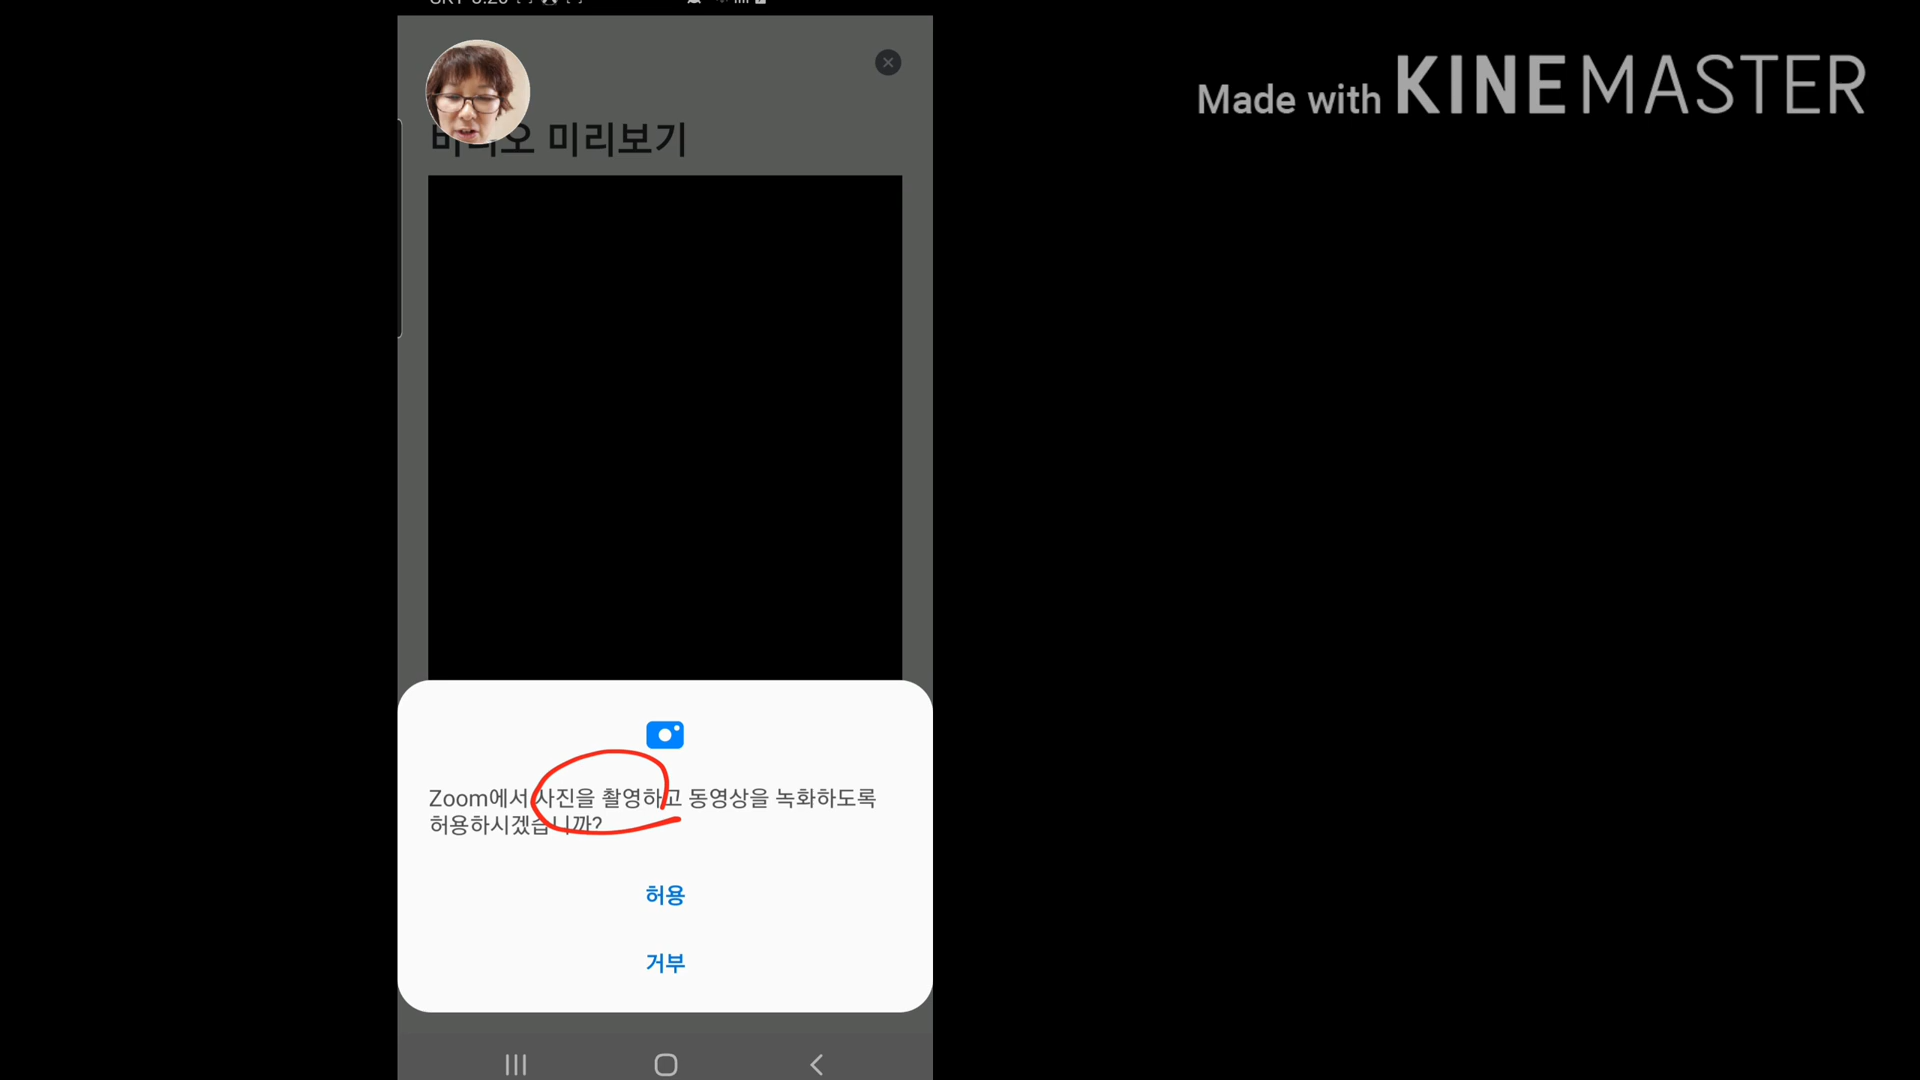 Made with KINEMASTER
미리보기
Zoom에서 사진을 촬영하고 동영상을 녹화하도록
허용하시겠습니까?
허용
거부